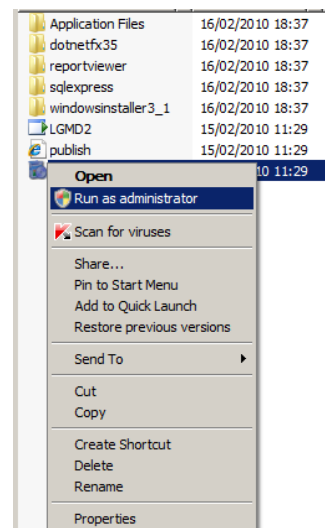 Application Files 16/02/2010 18:37
dotnetfx35 16/02/2010 18:37
reportviewer 16/02/2010 18:37
sqlexpress 16/02/2010 18:37
windowsinstaller3_1 16/02/2010 18:37
LGMD2 15/02/2010 11:29
publish 15/02/2010 11:29
10 11:29
Open
Run as administrator
Scan for viruses
Share...
Pin to Start Menu
Add to Quick Launch
Restore previous versions
Send To
Cut
Copy
Create Shortcut
Delete
Rename
Properties